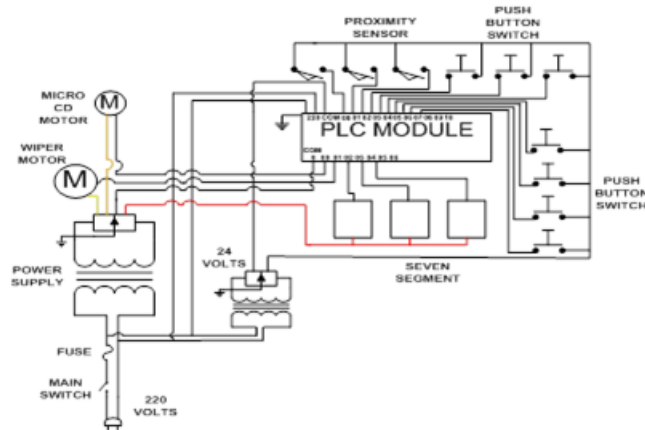 PROXIMITY
SENSOR
PUSH
BUTTON
SWITCH
MICRO
CD
MOTOR
M
WIPER
MOTOR
M
PLC MODULE
COM
PUSH
BUTTON
SWITCH
24
VOLTS
SEVEN
SEGMENT
POWER
SUPPLY
FUSE
MAIN
SWITCH
220
VOLTS